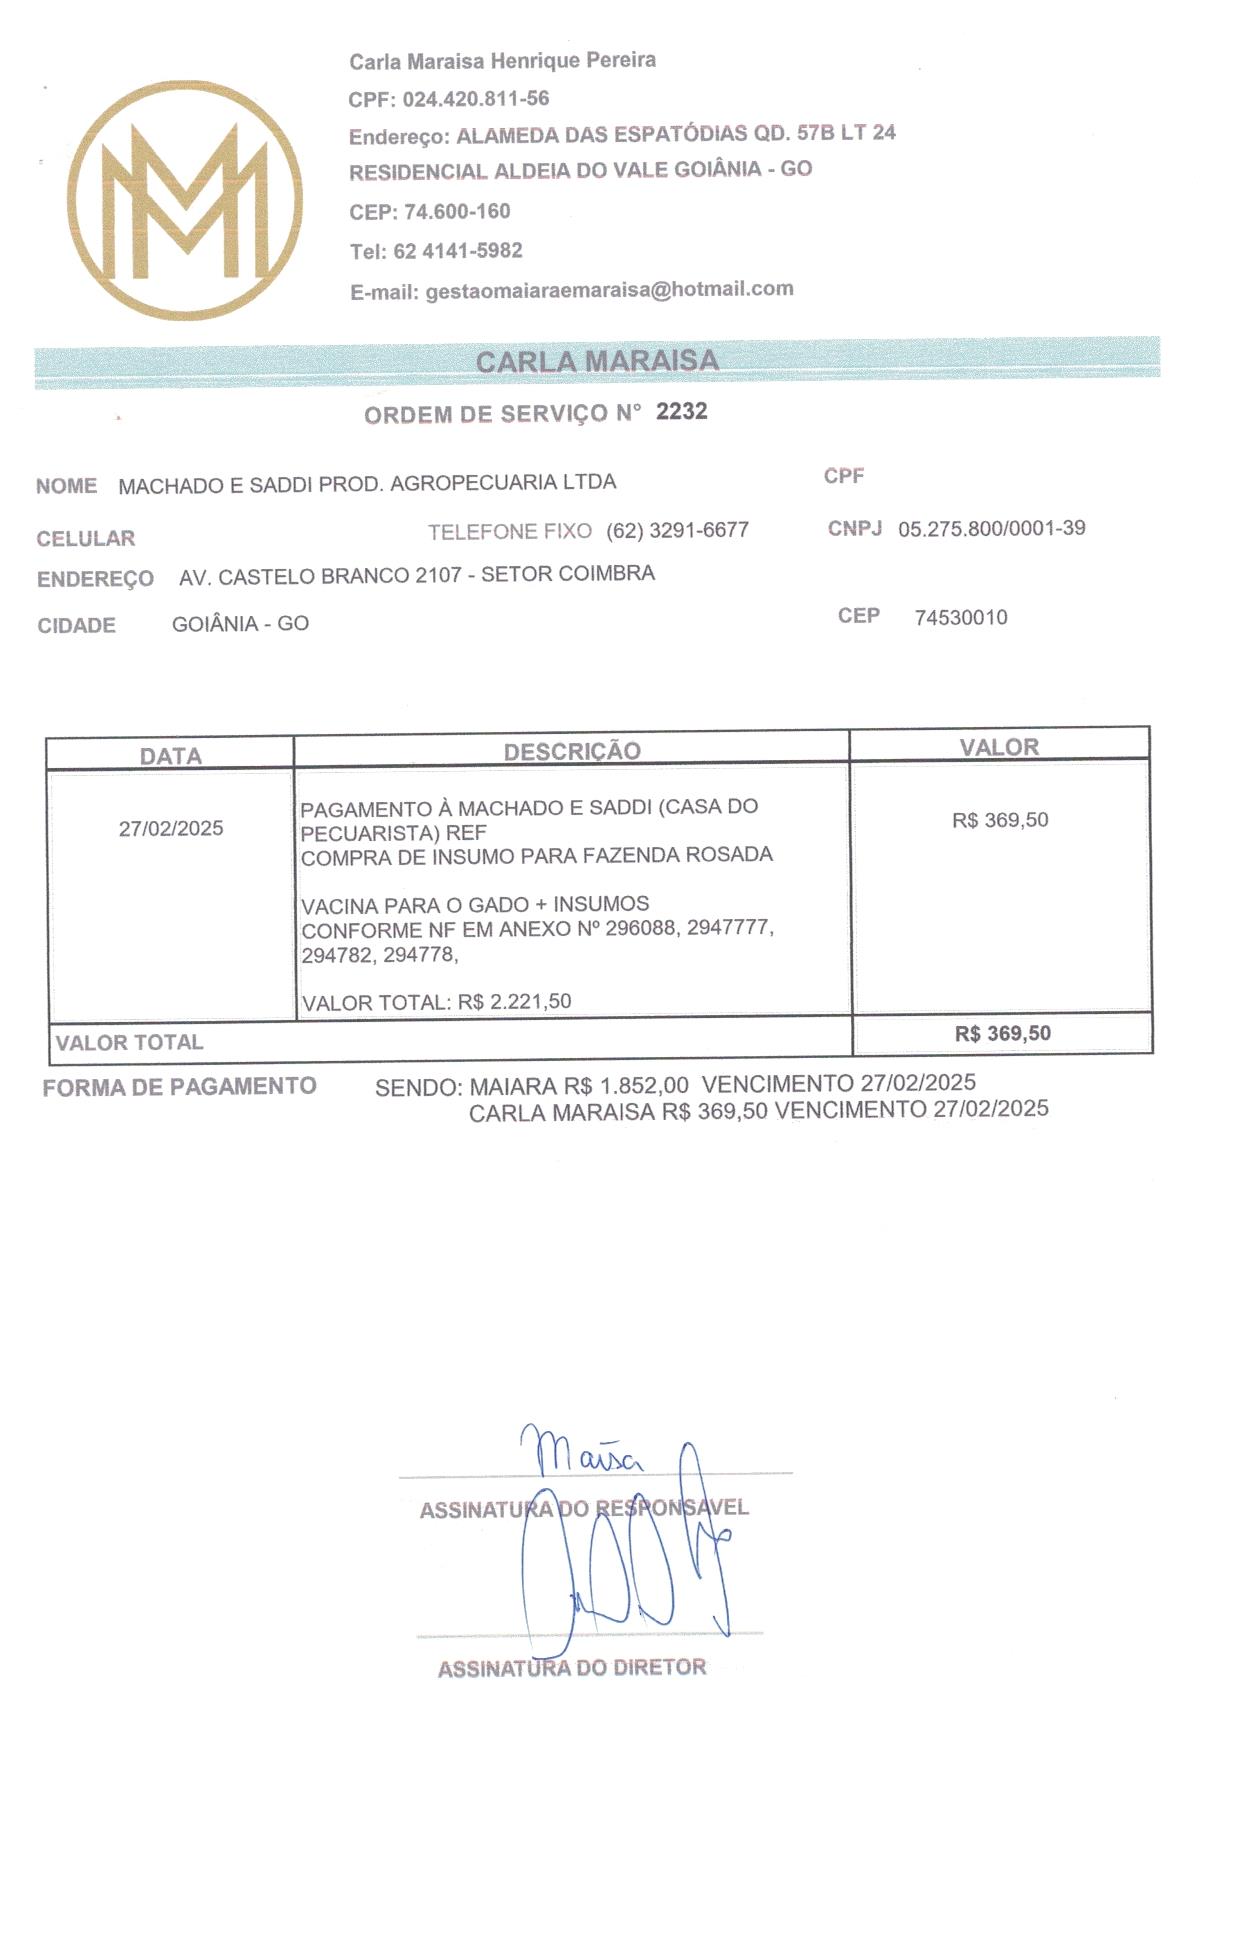 Carla Maraisa Henrique Pereira
CPF: 024.420.811-56
Endereço: ALAMEDA DAS ESPATÓDIAS QD. 57B LT 24
RESIDENCIAL ALDEIA DO VALE GOIÂNIA - GO
CEP: 74.600-160
Tel: 62 4141-5982
E-mail: gestaomaiaraemaraisa@hotmail.com
CARLA MARAISA
ORDEM DE SERVIÇO N° 2232
NOME MACHADO E SADDI PROD. AGROPECUARIA LTDA CPF
CELULAR TELEFONE FIXO (62) 3291-6677 CNPJ 05.275.800/0001-39
ENDEREÇO AV. CASTELO BRANCO 2107 - SETOR COIMBRA
CIDADE GOIÂNIA - GO CEP 74530010
DATA DESCRIÇÃO VALOR
PAGAMENTO À MACHADO E SADDI (CASA DO
27/02/2025 PECUARISTA) REF R$ 369,50
COMPRA DE INSUMO PARA FAZENDA ROSADA
VACINA PARA O GADO + INSUMOS
CONFORME NF EM ANEXO Nº 296088, 2947777,
294782, 294778,
VALOR TOTAL: R$ 2.221,50
VALOR TOTAL R$ 369,50
FORMA DE PAGAMENTO SENDO: MAIARA R$ 1.852,00 VENCIMENTO 27/02/2025
CARLA MARAISA R$ 369,50 VENCIMENTO 27/02/2025
Maísa
ASSINATURA DO RESPONSAVEL
ASSINATURA DO DIRETOR